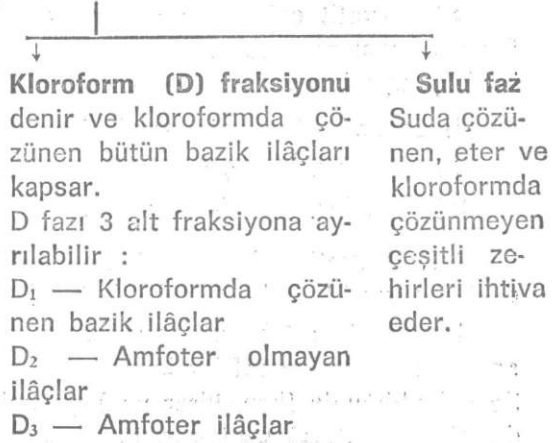 Kloroform (D) fraksiyonu
denir ve kloroformda çö-
zünen bütün bazik ilâçları
kapsar.
D fazı 3 alt fraksiyona ay-
rılabilir :
D₁ — Kloroformda çözü-
nen bazik ilâçlar
D₂ — Amfoter olmayan
ilâçlar
D₃ — Amfoter ilâçlar
Sulu faz
Suda çözü-
nen, eter ve
kloroformda
çözünmeyen
çeşitli ze-
hirleri ihtiva
eder.